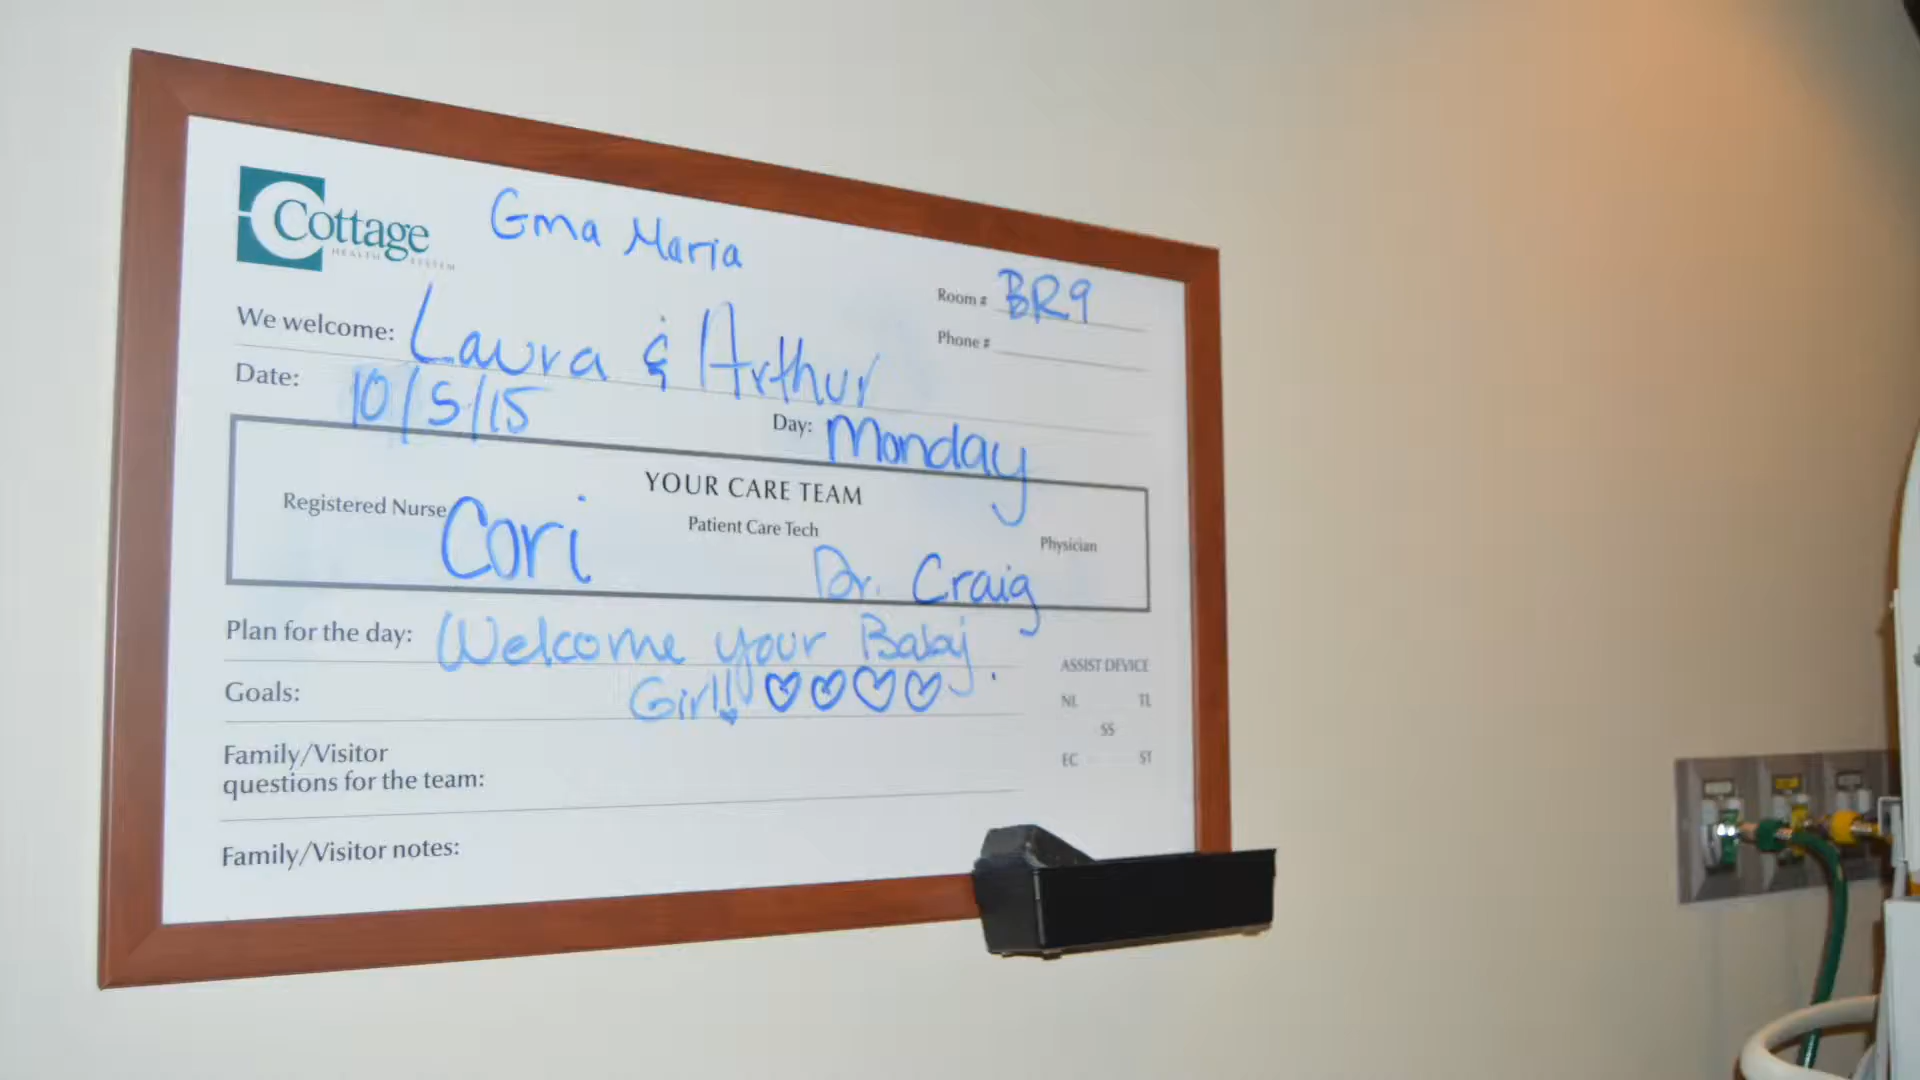 Cottage
HEALTH SYSTEM
Gma Maria
Room # BR9
Phone #
We welcome: Laura & Arthur
Date: 10/5/15
Day: Monday
YOUR CARE TEAM
Registered Nurse Cori
Patient Care Tech
Physician
Dr. Craig
Plan for the day: Welcome your Baby
Girl!! ♡♡♡♡
Goals:
ASSIST DEVICE
NL TL
SS
EC ST
Family/Visitor
questions for the team:
Family/Visitor notes: